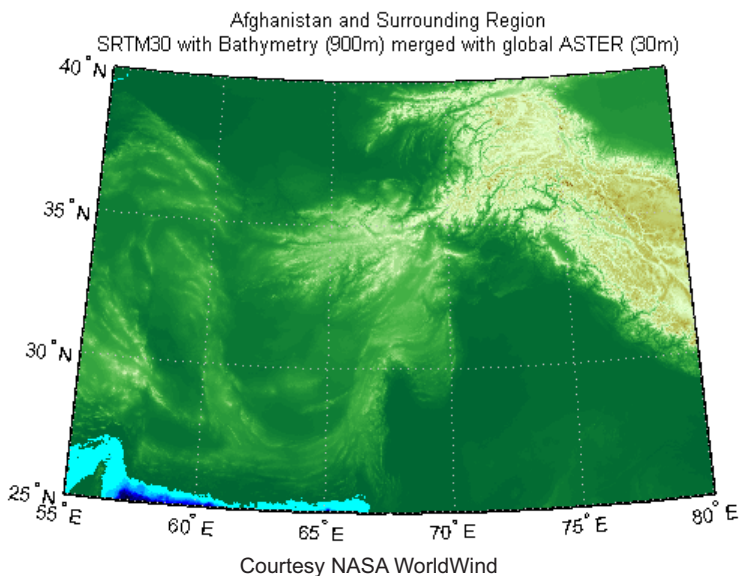 Afghanistan and Surrounding Region
SRTM30 with Bathymetry (900m) merged with global ASTER (30m)
40°N
35°N
30°N
25°N
55°E
60°E
65°E
70°E
75°E
80°E
Courtesy NASA WorldWind